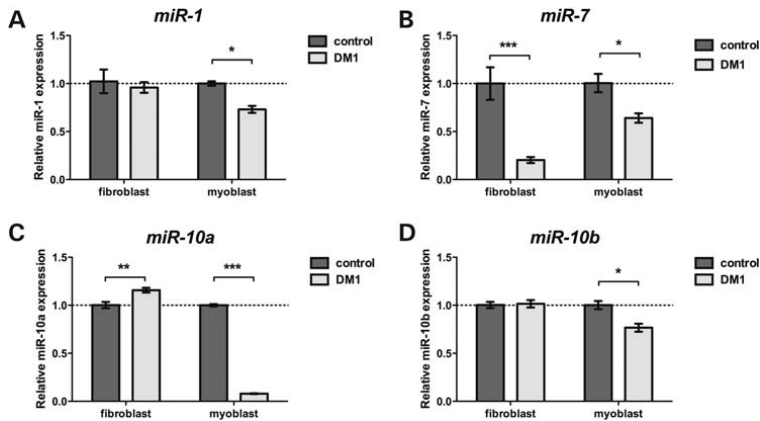 A
miR-1
Relative miR-1 expression
1.5
1.0
0.5
0.0
*
control
DM1
fibroblast
myoblast
B
miR-7
Relative miR-7 expression
1.5
1.0
0.5
0.0
***
*
control
DM1
fibroblast
myoblast
C
miR-10a
Relative miR-10a expression
1.5
1.0
0.5
0.0
**
***
control
DM1
fibroblast
myoblast
D
miR-10b
Relative miR-10b expression
1.5
1.0
0.5
0.0
*
control
DM1
fibroblast
myoblast